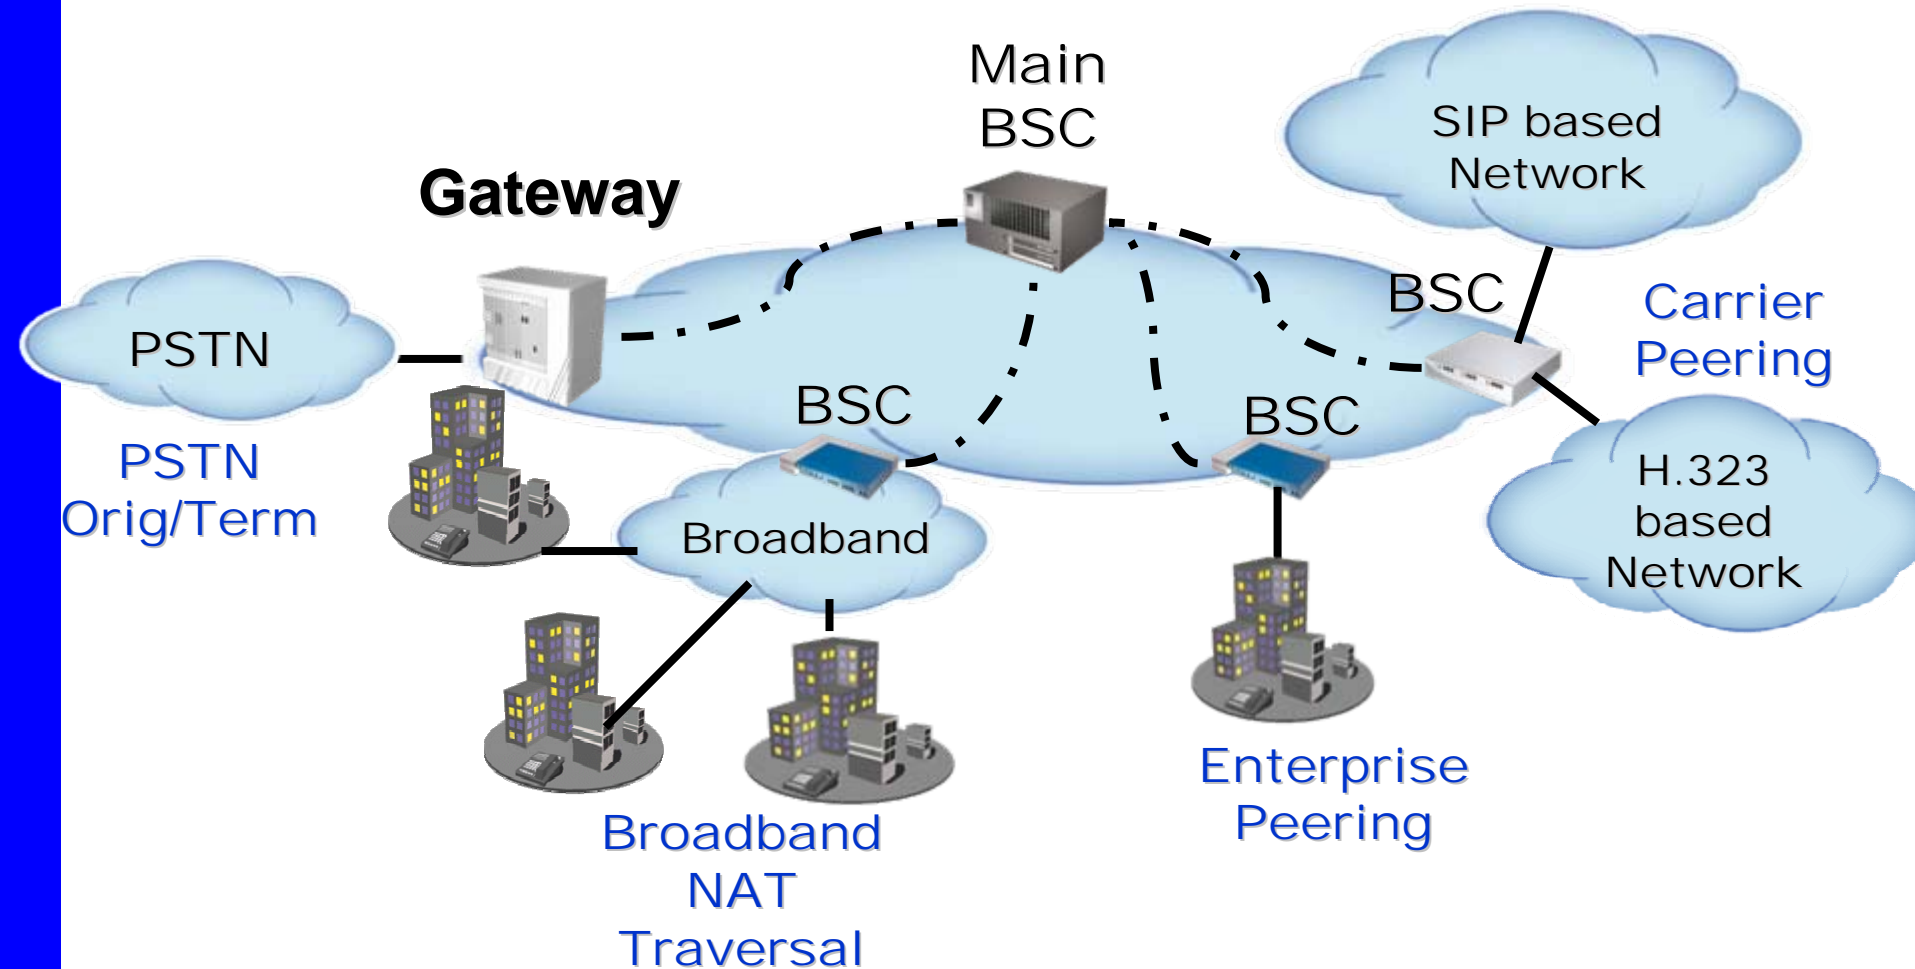 Main
BSC
SIP based
Network
Gateway
BSC
Carrier
Peering
PSTN
BSC
BSC
PSTN
Orig/Term
H.323
based
Network
Broadband
Enterprise
Peering
Broadband
NAT
Traversal